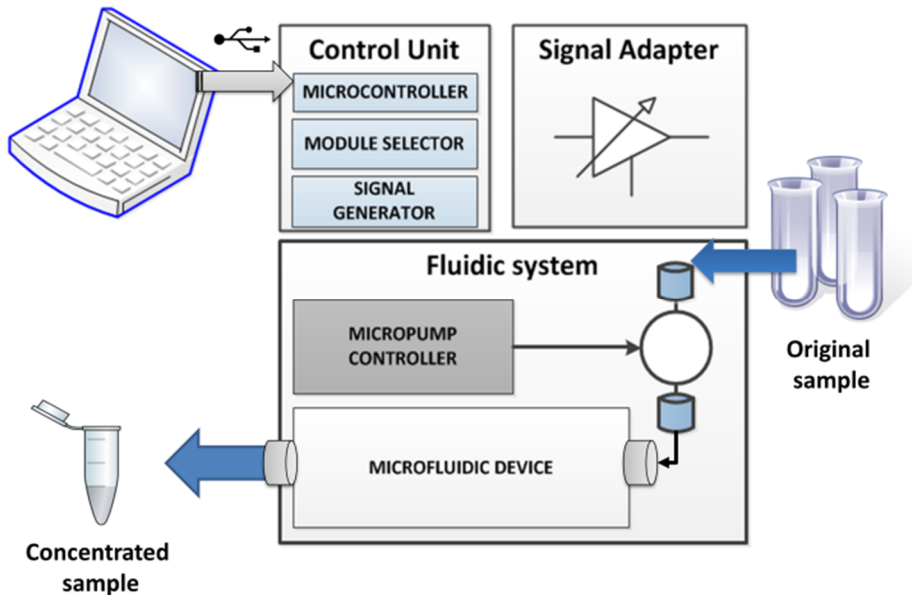 Control Unit
MICROCONTROLLER
MODULE SELECTOR
SIGNAL
GENERATOR
Signal Adapter
Fluidic system
MICROPUMP
CONTROLLER
Original
sample
MICROFLUIDIC DEVICE
Concentrated
sample